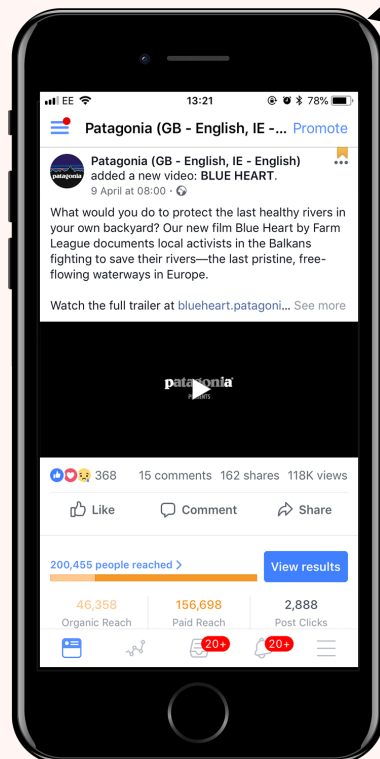 EE 13:21 78%
Patagonia (GB - English, IE -... Promote
Patagonia (GB - English, IE - English)
added a new video: BLUE HEART.
9 April at 08:00 ·
patagonia
What would you do to protect the last healthy rivers in
your own backyard? Our new film Blue Heart by Farm
League documents local activists in the Balkans
fighting to save their rivers—the last pristine, free-
flowing waterways in Europe.
Watch the full trailer at blueheart.patagoni... See more
patagonia
PRESENTS
368 15 comments 162 shares 118K views
Like Comment Share
200,455 people reached > View results
46,358 156,698 2,888
Organic Reach Paid Reach Post Clicks
20+ 20+